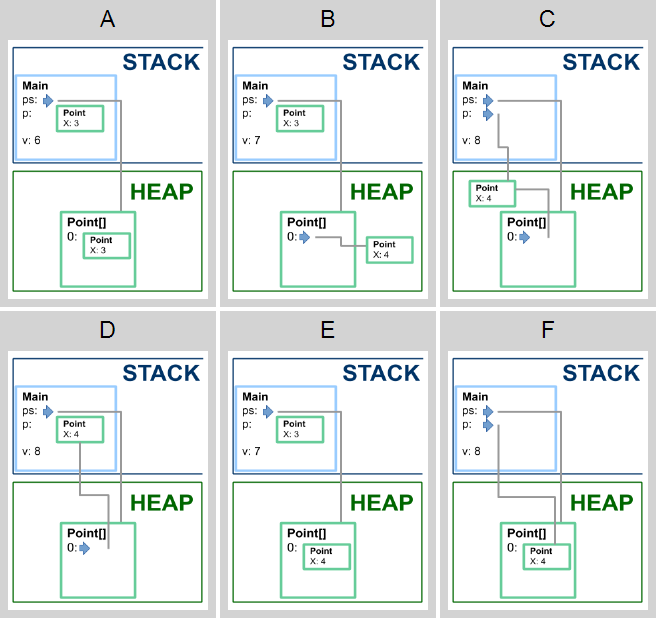 A
STACK
Main
ps:
p:
Point
X: 3
v: 6
HEAP
Point[]
0:
Point
X: 3
B
STACK
Main
ps:
p:
Point
X: 3
v: 7
HEAP
Point[]
0:
Point
X: 4
C
STACK
Main
ps:
p:
v: 8
HEAP
Point
X: 4
Point[]
0:
D
STACK
Main
ps:
p:
Point
X: 4
v: 8
HEAP
Point[]
0:
E
STACK
Main
ps:
p:
Point
X: 3
v: 7
HEAP
Point[]
0:
Point
X: 4
F
STACK
Main
ps:
p:
v: 8
HEAP
Point[]
0:
Point
X: 4